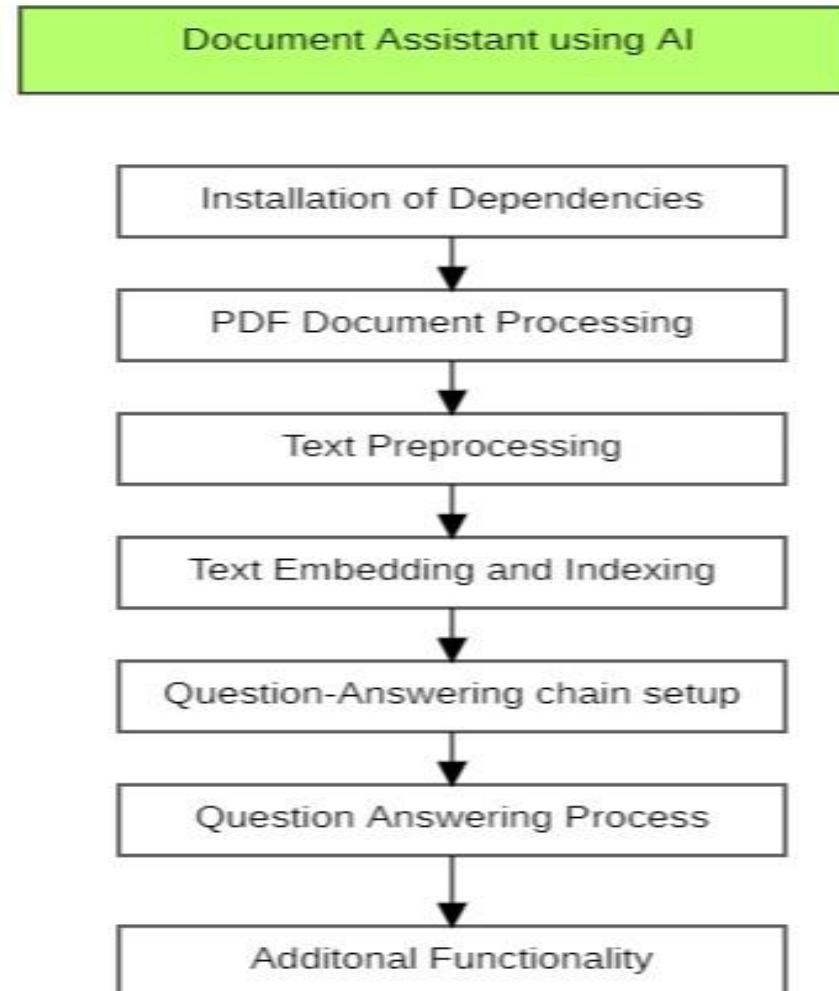 Document Assistant using AI
Installation of Dependencies
PDF Document Processing
Text Preprocessing
Text Embedding and Indexing
Question-Answering chain setup
Question Answering Process
Additonal Functionality